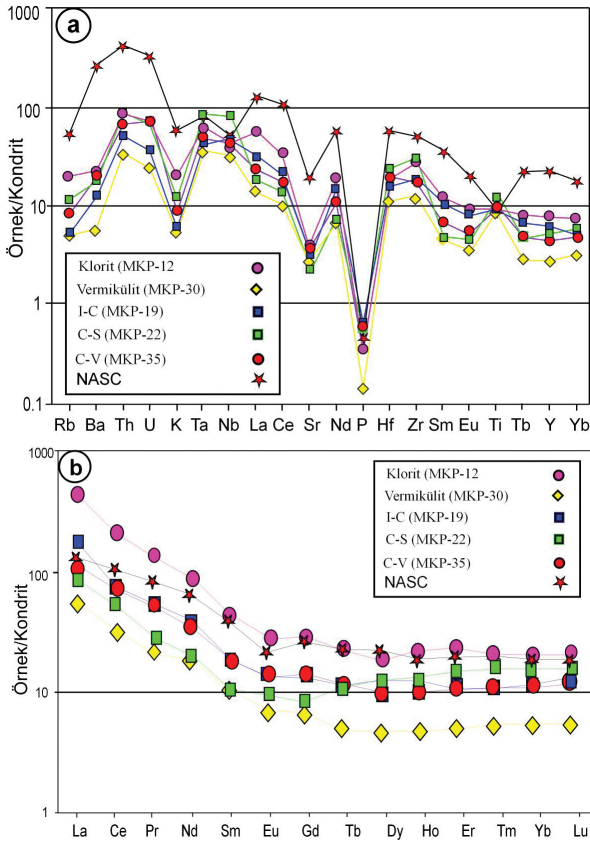 a
1000
100
10
1
0.1
Örnek/Kondrit
Klorit (MKP-12
Vermikülit (MKP-30)
I-C (MKP-19)
C-S (MKP-22)
C-V (MKP-35)
NASC
Rb Ba Th U K Ta Nb La Ce Sr Nd P Hf Zr Sm Eu Ti Tb Y Yb
b
1000
100
10
1
Örnek/Kondrit
Klorit (MKP-12
Vermikülit (MKP-30)
I-C (MKP-19)
C-S (MKP-22)
C-V (MKP-35)
NASC
La Ce Pr Nd Sm Eu Gd Tb Dy Ho Er Tm Yb Lu